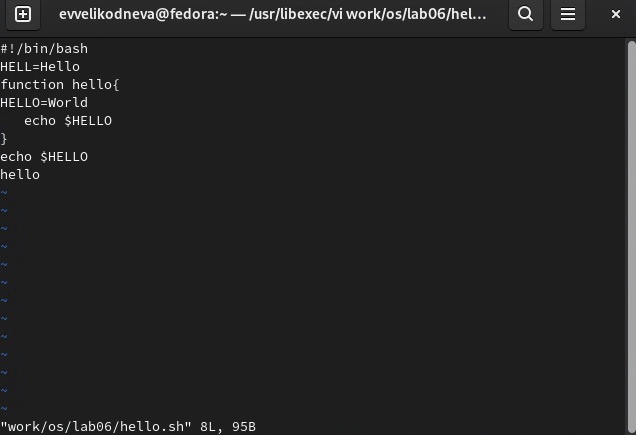 evvelikodneva@fedora:~ — /usr/libexec/vi work/os/lab06/hel...
#!/bin/bash
HELL=Hello
function hello{
HELLO=World
   echo $HELLO
}
echo $HELLO
hello
~
~
~
~
~
~
~
~
~
~
~
~
~
"work/os/lab06/hello.sh" 8L, 95B